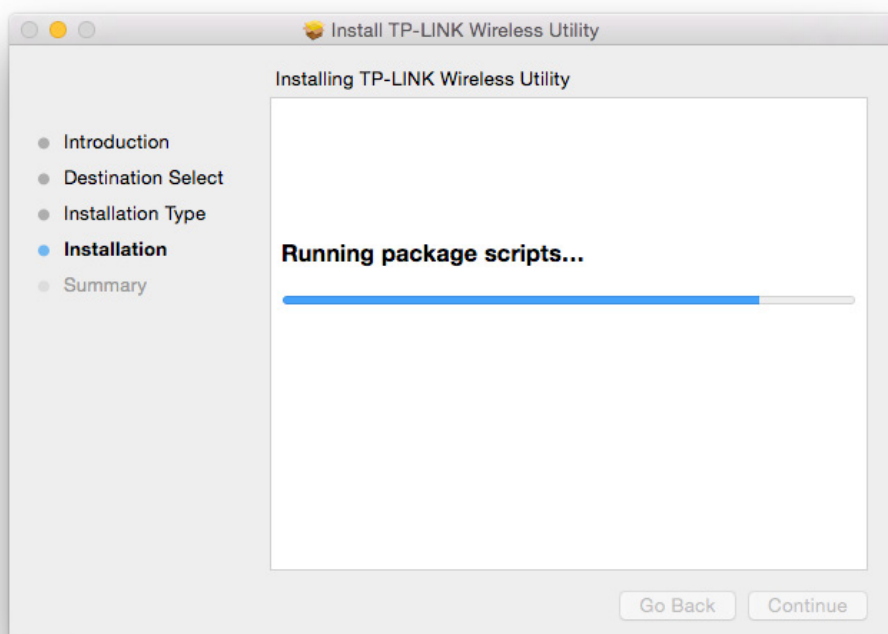 Install TP-LINK Wireless Utility
Installing TP-LINK Wireless Utility
Introduction
Destination Select
Installation Type
Installation
Summary
Running package scripts...
Go Back
Continue